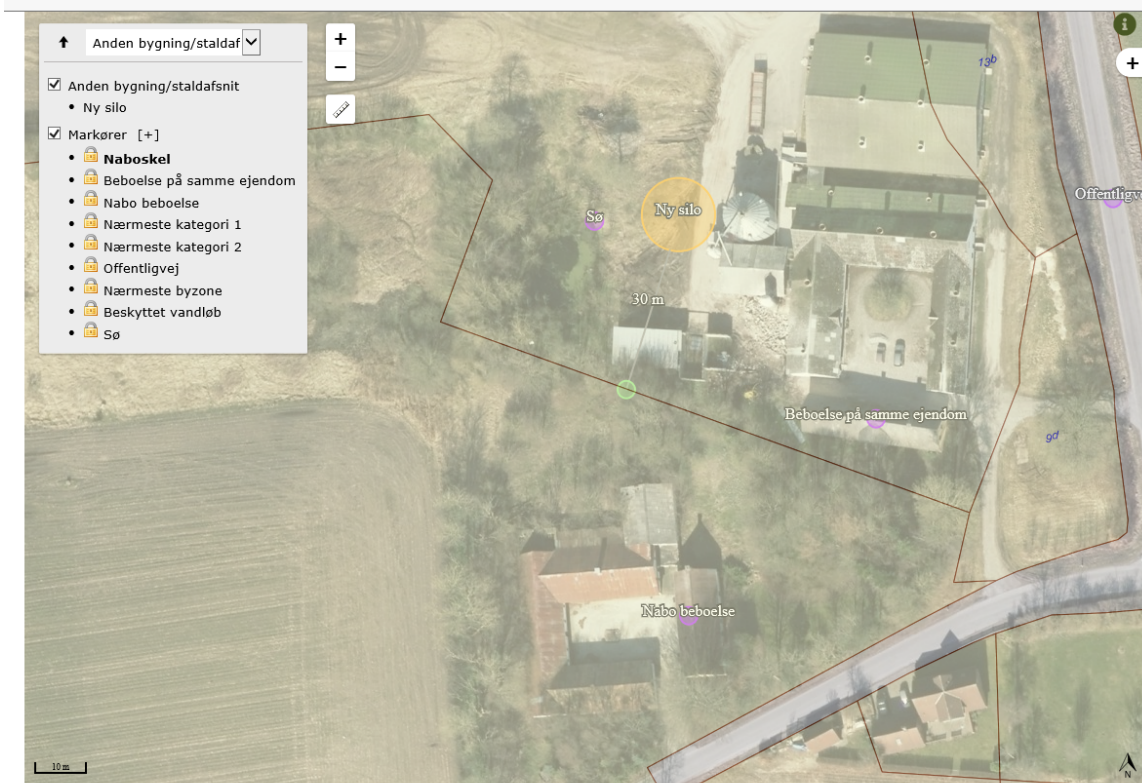 Anden bygning/staldaf
Anden bygning/staldafsnit
Ny silo
Markører [+]
Naboskel
Beboelse på samme ejendom
Nabo beboelse
Nærmeste kategori 1
Nærmeste kategori 2
Offentligvej
Nærmeste byzone
Beskyttet vandløb
Sø
+
−
13b
i
+
Offentligve
Sø
Ny silo
30 m
Beboelse på samme ejendom
9d
Nabo beboelse
10 m
N